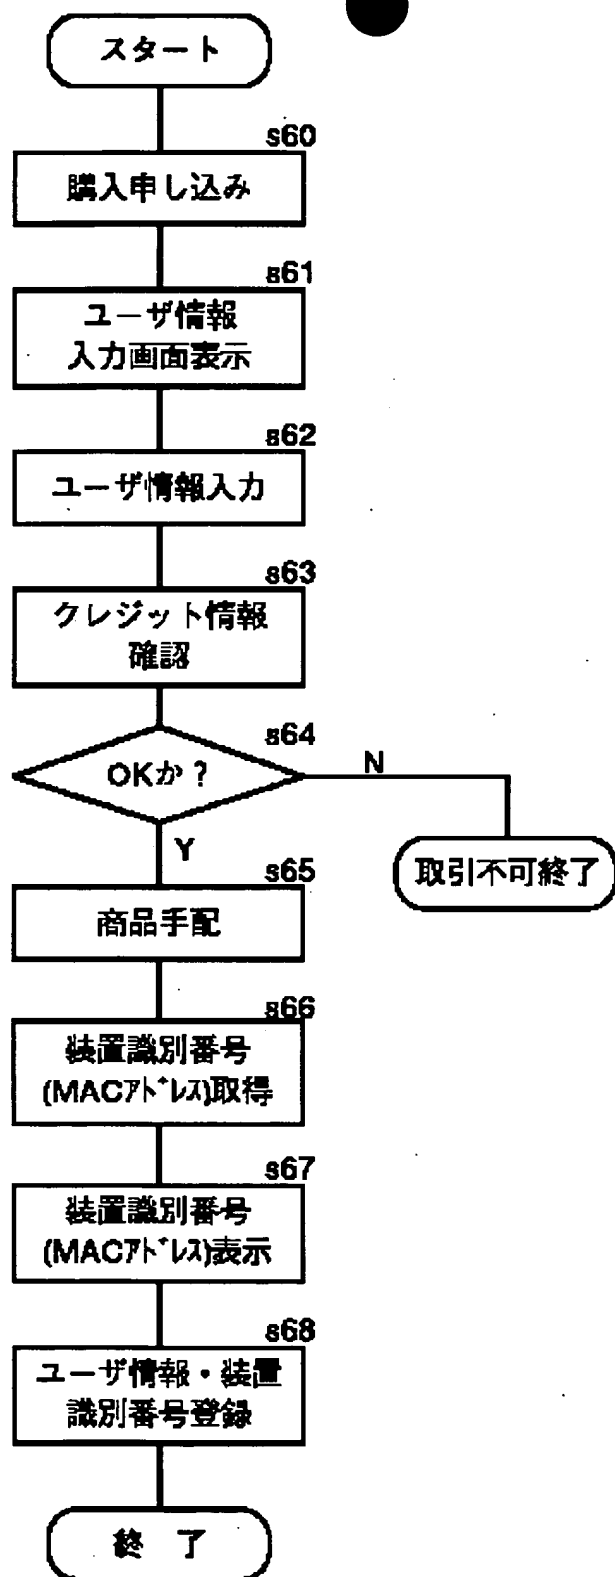 スタート
s60
購入申し込み
s61
ユーザ情報
入力画面表示
s62
ユーザ情報入力
s63
クレジット情報
確認
s64
OKか？
N
Y
取引不可終了
s65
商品手配
s66
装置識別番号
(MACｱﾄﾞﾚｽ)取得
s67
装置識別番号
(MACｱﾄﾞﾚｽ)表示
s68
ユーザ情報・装置
識別番号登録
終 了